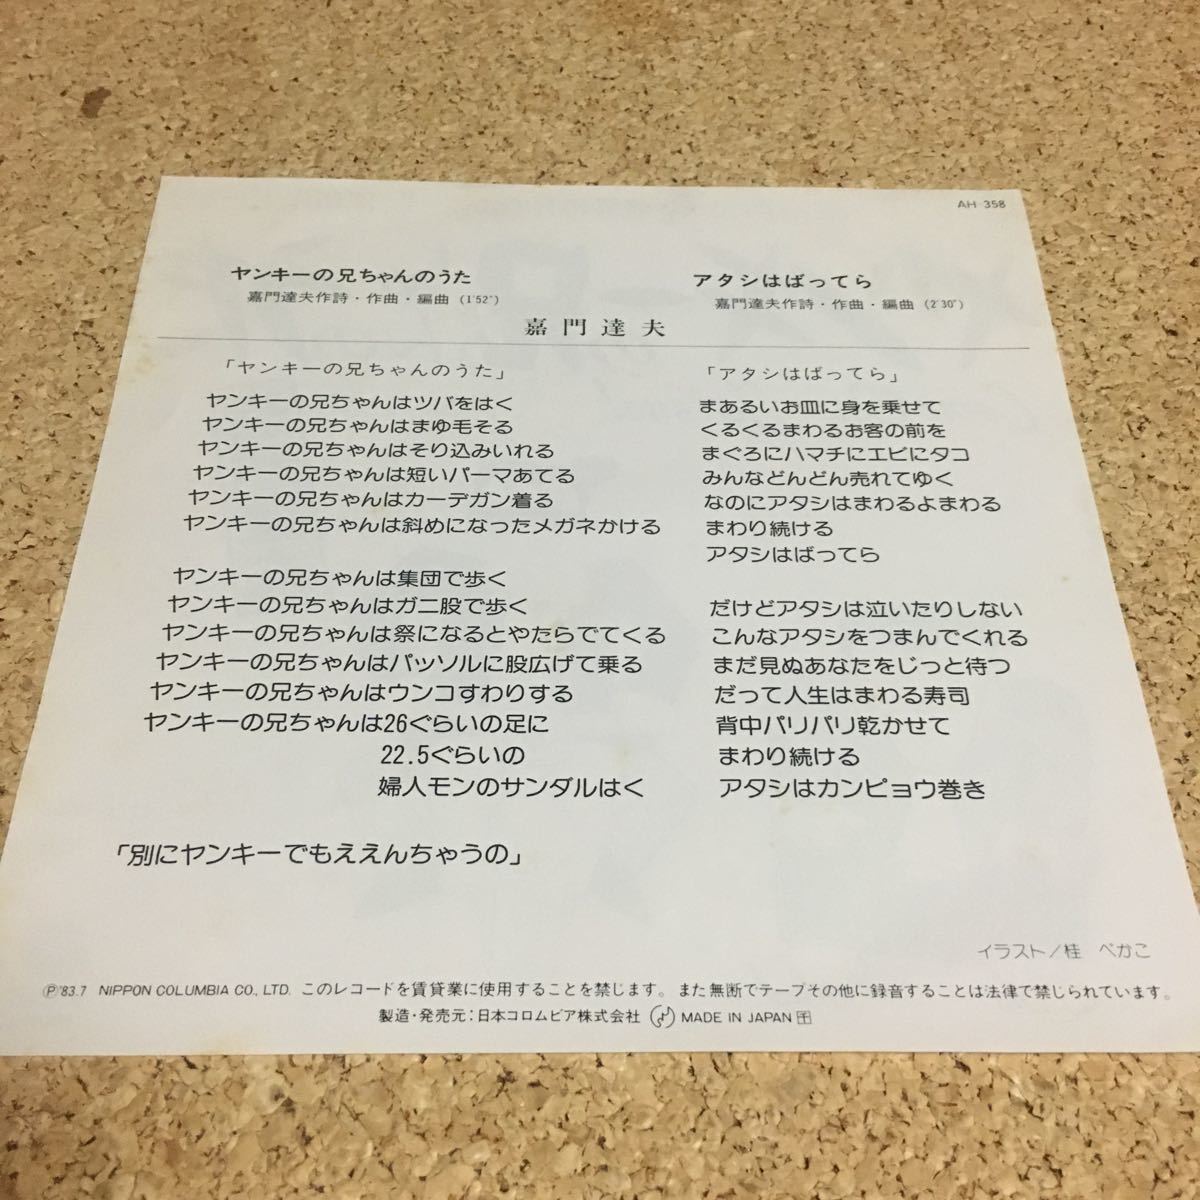 AH-358
ヤンキーの兄ちゃんのうた
嘉門達夫作詩・作曲・編曲 (1'52")
アタシはばってら
嘉門達夫作詩・作曲・編曲 (2'30")
嘉門達夫
「ヤンキーの兄ちゃんのうた」
ヤンキーの兄ちゃんはツバをはく
ヤンキーの兄ちゃんはまゆ毛そる
ヤンキーの兄ちゃんはそり込みいれる
ヤンキーの兄ちゃんは短いパーマあてる
ヤンキーの兄ちゃんはカーデガン着る
ヤンキーの兄ちゃんは斜めになったメガネかける
ヤンキーの兄ちゃんは集団で歩く
ヤンキーの兄ちゃんはガニ股で歩く
ヤンキーの兄ちゃんは祭になるとやたらでてくる
ヤンキーの兄ちゃんはパッソルに股広げて乗る
ヤンキーの兄ちゃんはウンコすわりする
ヤンキーの兄ちゃんは26ぐらいの足に
22.5ぐらいの
婦人モンのサンダルはく
「別にヤンキーでもええんちゃうの」
「アタシはばってら」
まあるいお皿に身を乗せて
くるくるまわるお客の前を
まぐろにハマチにエビにタコ
みんなどんどん売れてゆく
なのにアタシはまわるよまわる
まわり続ける
アタシはばってら
だけどアタシは泣いたりしない
こんなアタシをつまんでくれる
まだ見ぬあなたをじっと待つ
だって人生はまわる寿司
背中パリパリ乾かせて
まわり続ける
アタシはカンピョウ巻き
イラスト/桂 べかこ
Ⓟ'83.7 NIPPON COLUMBIA CO., LTD. このレコードを賃貸業に使用することを禁じます。また無断でテープその他に録音することは法律で禁じられています。
製造・発売元：日本コロムビア株式会社 MADE IN JAPAN